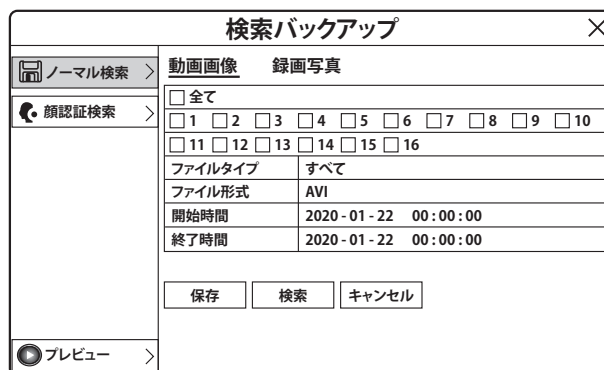 検索バックアップ
ノーマル検索
顔認証検索
プレビュー
動画画像 録画写真
全て
1 2 3 4 5 6 7 8 9 10
11 12 13 14 15 16
ファイルタイプ すべて
ファイル形式 AVI
開始時間 2020 - 01 - 22 00 : 00 : 00
終了時間 2020 - 01 - 22 00 : 00 : 00
保存 検索 キャンセル